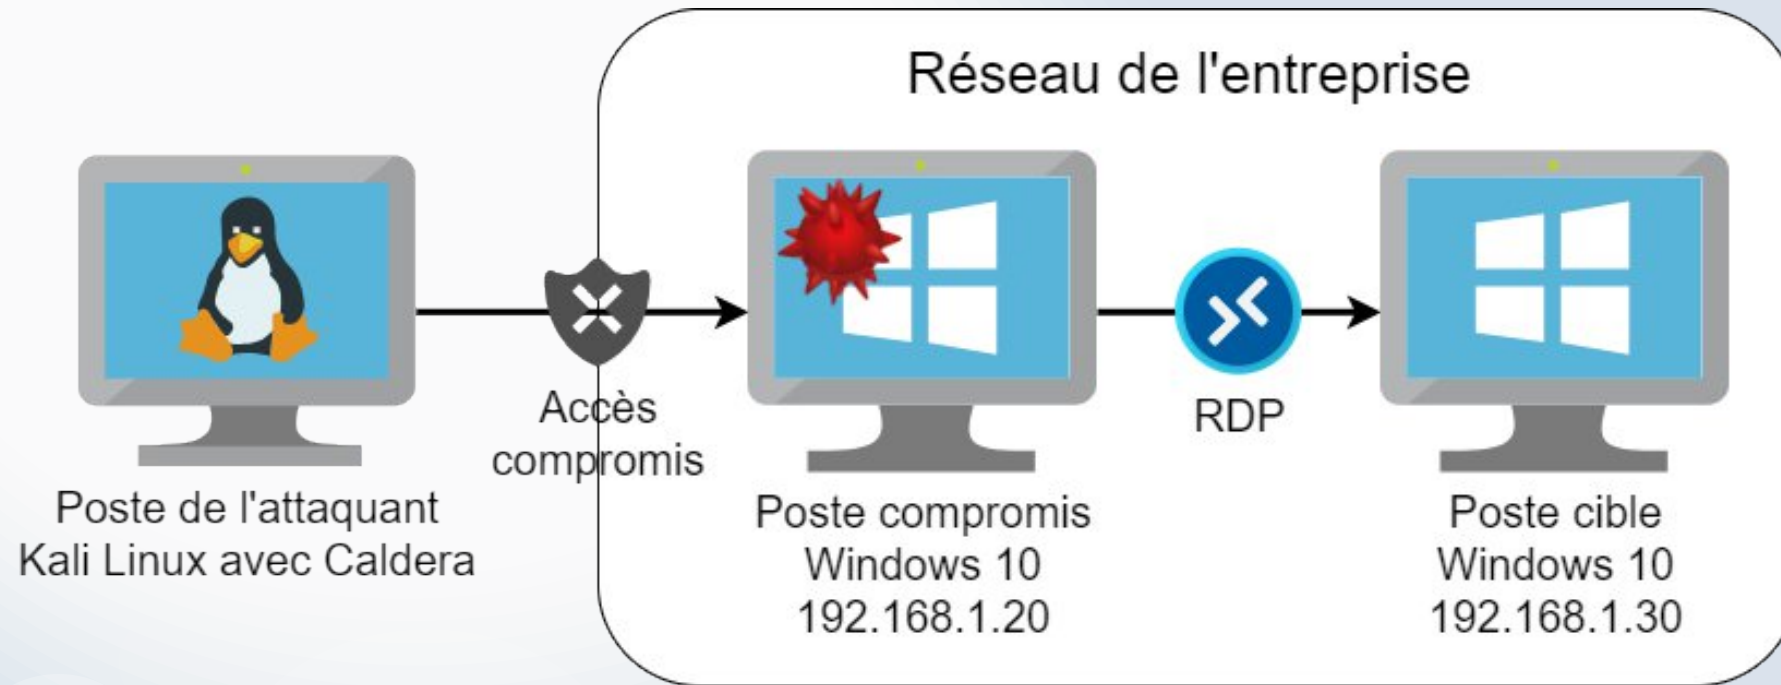 Réseau de l'entreprise
Accès
compromis
RDP
Poste de l'attaquant
Kali Linux avec Caldera
Poste compromis
Windows 10
192.168.1.20
Poste cible
Windows 10
192.168.1.30